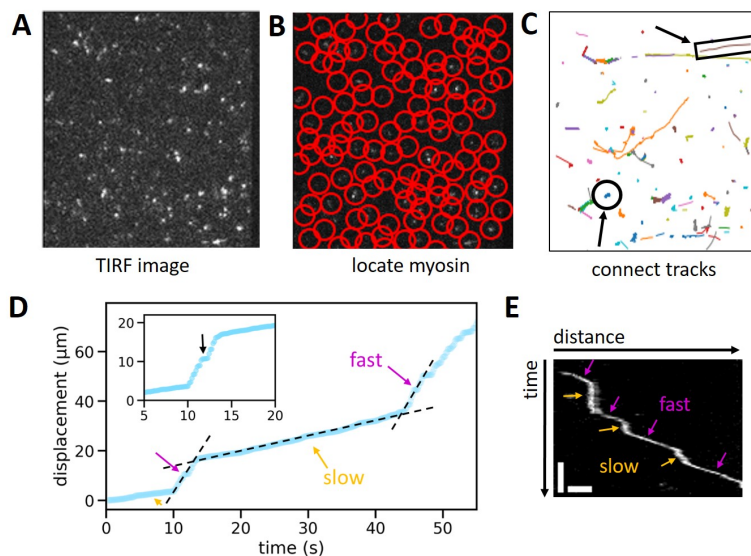 A
B
C
TIRF image
locate myosin
connect tracks
D
E
displacement (μm)
60
40
20
0
20
10
0
5
10
15
20
fast
slow
0
10
20
30
40
50
time (s)
distance
time
fast
slow